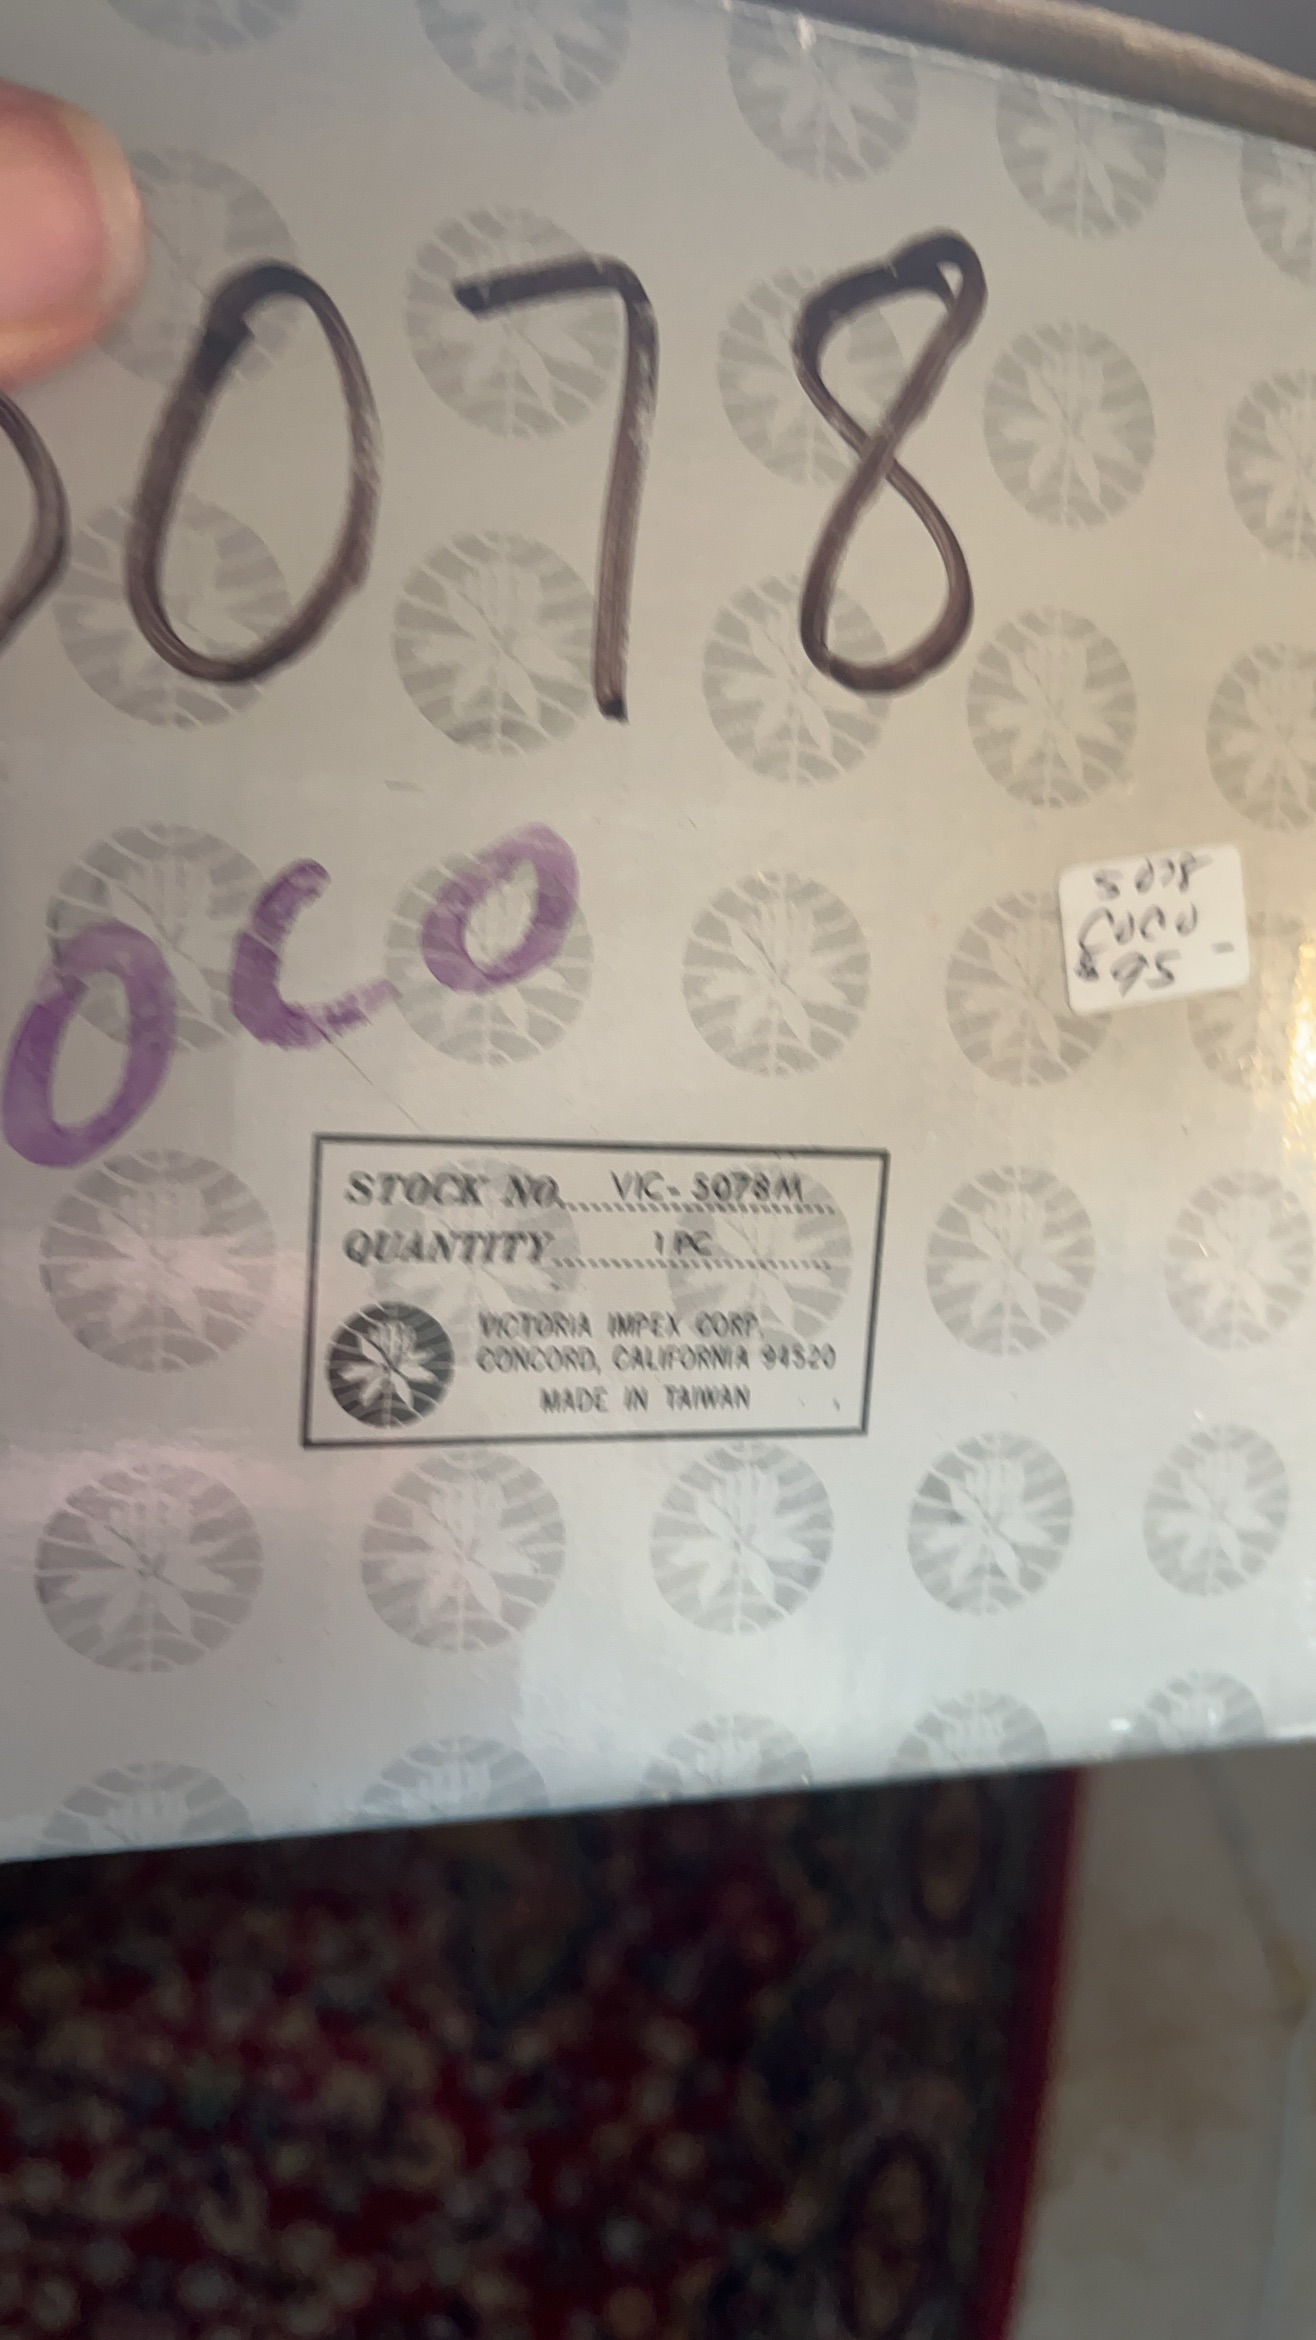 5078
OCO
5078
COCO
$95-
STOCK NO. VIC-5078M
QUANTITY 1 PC
VICTORIA IMPEX CORP.
CONCORD, CALIFORNIA 94520
MADE IN TAIWAN